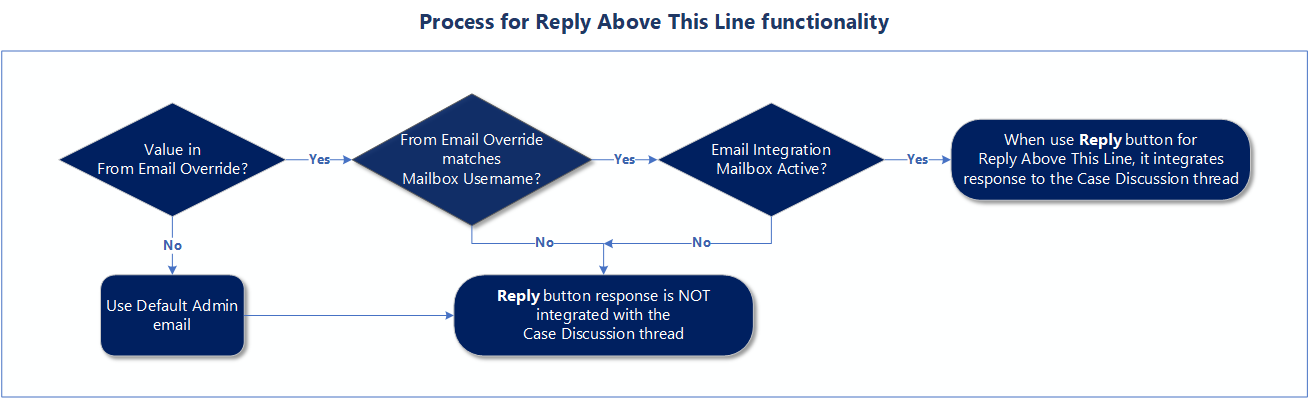 Process for Reply Above This Line functionality
Value in
From Email Override?
Yes
From Email Override
matches
Mailbox Username?
Yes
Email Integration
Mailbox Active?
Yes
When use Reply button for
Reply Above This Line, it integrates
response to the Case Discussion thread
No
No
No
Use Default Admin
email
Reply button response is NOT
integrated with the
Case Discussion thread